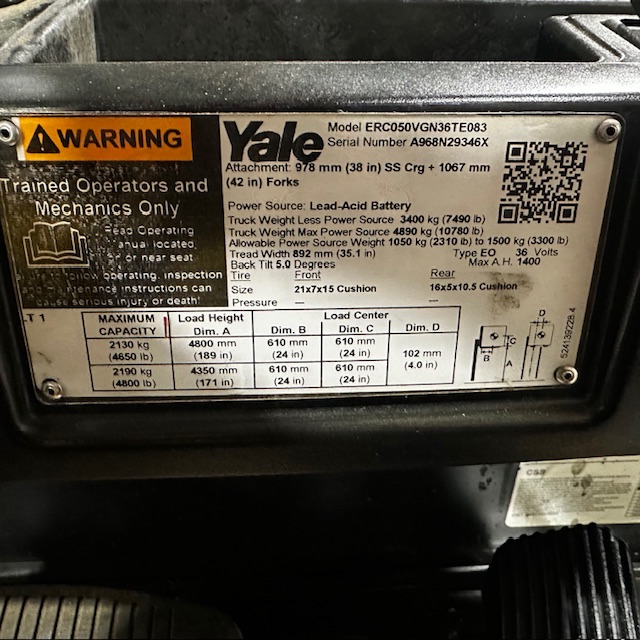 WARNING
Trained Operators and
Mechanics Only
Read Operating
Manual located
or near seat
follow operating, inspection
maintenance instructions can
cause serious injury or death!
Yale
Model ERC050VGN36TE083
Serial Number A968N29346X
Attachment: 978 mm (38 in) SS Crg + 1067 mm
(42 in) Forks
Power Source: Lead-Acid Battery
Truck Weight Less Power Source 3400 kg (7490 lb)
Truck Weight Max Power Source 4890 kg (10780 lb)
Allowable Power Source Weight 1050 kg (2310 lb) to 1500 kg (3300 lb)
Tread Width 892 mm (35.1 in) Type EO 36 Volts
Back Tilt 5.0 Degrees Max A.H. 1400
Tire Front Rear
Size 21x7x15 Cushion 16x5x10.5 Cushion
Pressure — —
LT 1
MAXIMUM CAPACITY Load Height Dim. A Load Center Dim. B Dim. C Dim. D
2130 kg (4650 lb) 4800 mm (189 in) 610 mm (24 in) 610 mm (24 in) 102 mm (4.0 in)
2190 kg (4800 lb) 4350 mm (171 in) 610 mm (24 in) 610 mm (24 in)
D
C
B
A
524139228.4